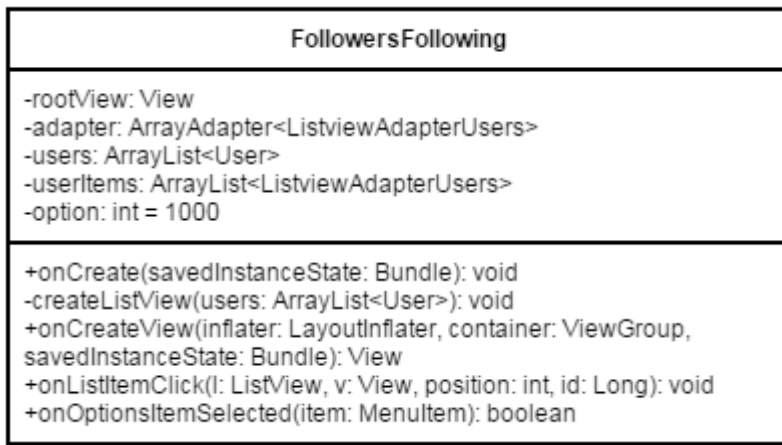 FollowersFollowing
-rootView: View
-adapter: ArrayAdapter<ListviewAdapterUsers>
-users: ArrayList<User>
-userItems: ArrayList<ListviewAdapterUsers>
-option: int = 1000
+onCreate(savedInstanceState: Bundle): void
-createListView(users: ArrayList<User>): void
+onCreateView(inflater: LayoutInflater, container: ViewGroup,
savedInstanceState: Bundle): View
+onListItemClick(l: ListView, v: View, position: int, id: Long): void
+onOptionsItemSelected(item: MenuItem): boolean